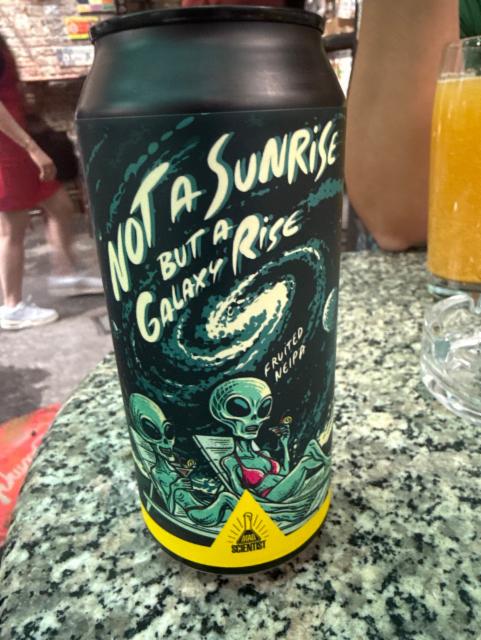 NOT A SUNRISE
BUT A
GALAXY RISE
FRUITED
NEIPA
MAD
SCIENTIST